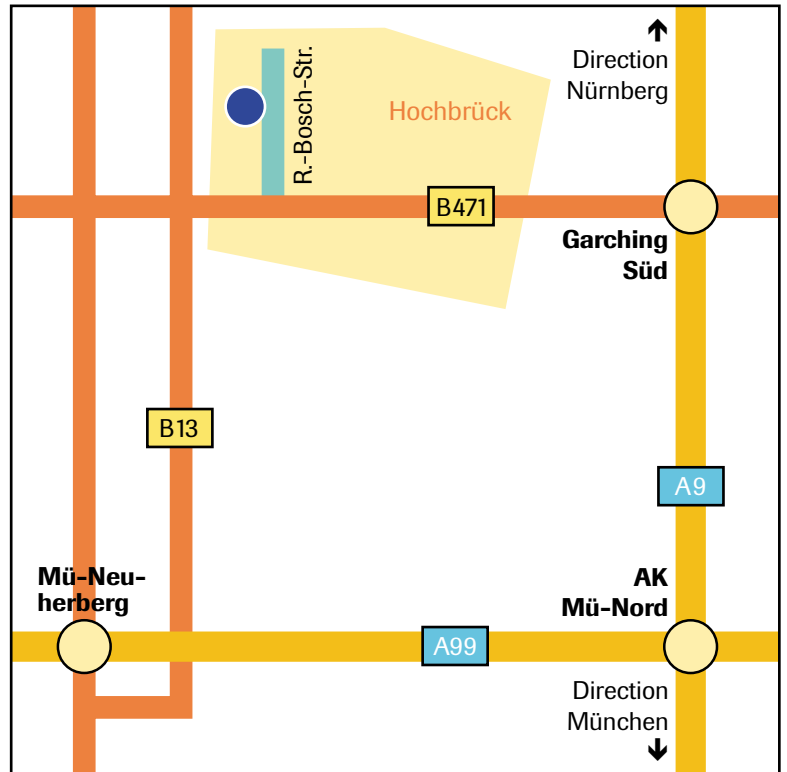 Direction
Nürnberg
R.-Bosch-Str.
Hochbrück
B471
Garching
Süd
B13
A9
Mü-Neu-
herberg
AK
Mü-Nord
A99
Direction
München